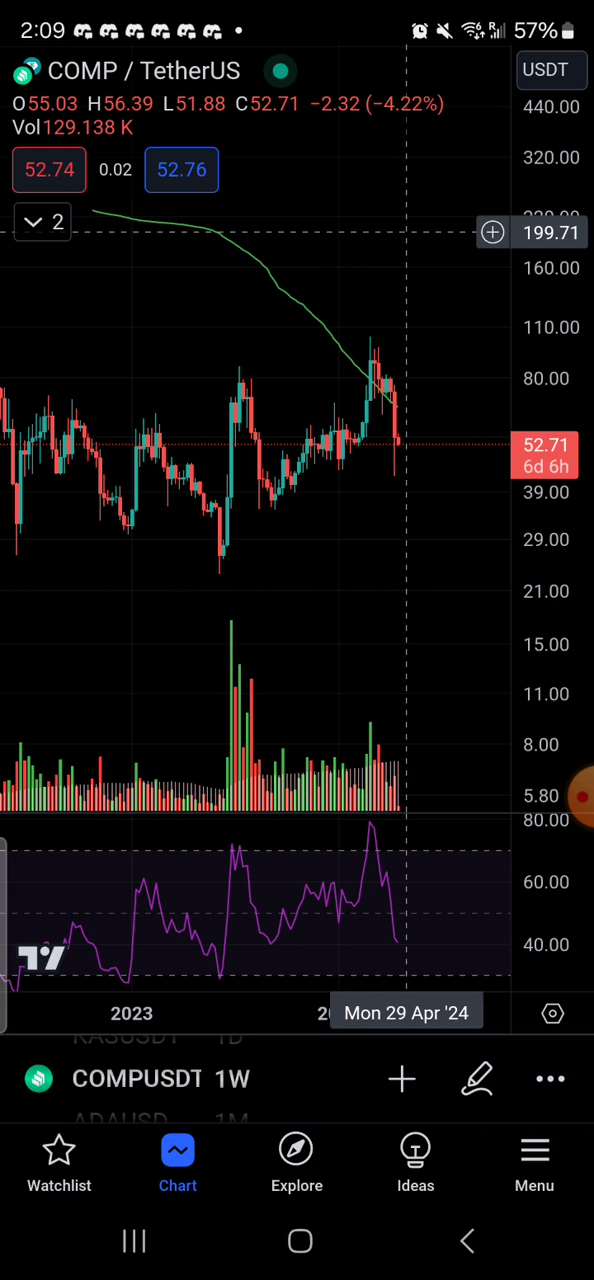 2:09 57%
COMP / TetherUS USDT
O55.03 H56.39 L51.88 C52.71 −2.32 (−4.22%)
Vol129.138 K
440.00
320.00
52.74 0.02 52.76
2
199.71
160.00
110.00
80.00
52.71
6d 6h
39.00
29.00
21.00
15.00
11.00
8.00
5.80
80.00
60.00
40.00
2023 Mon 29 Apr '24
COMPUSDT 1W
Watchlist Chart Explore Ideas Menu